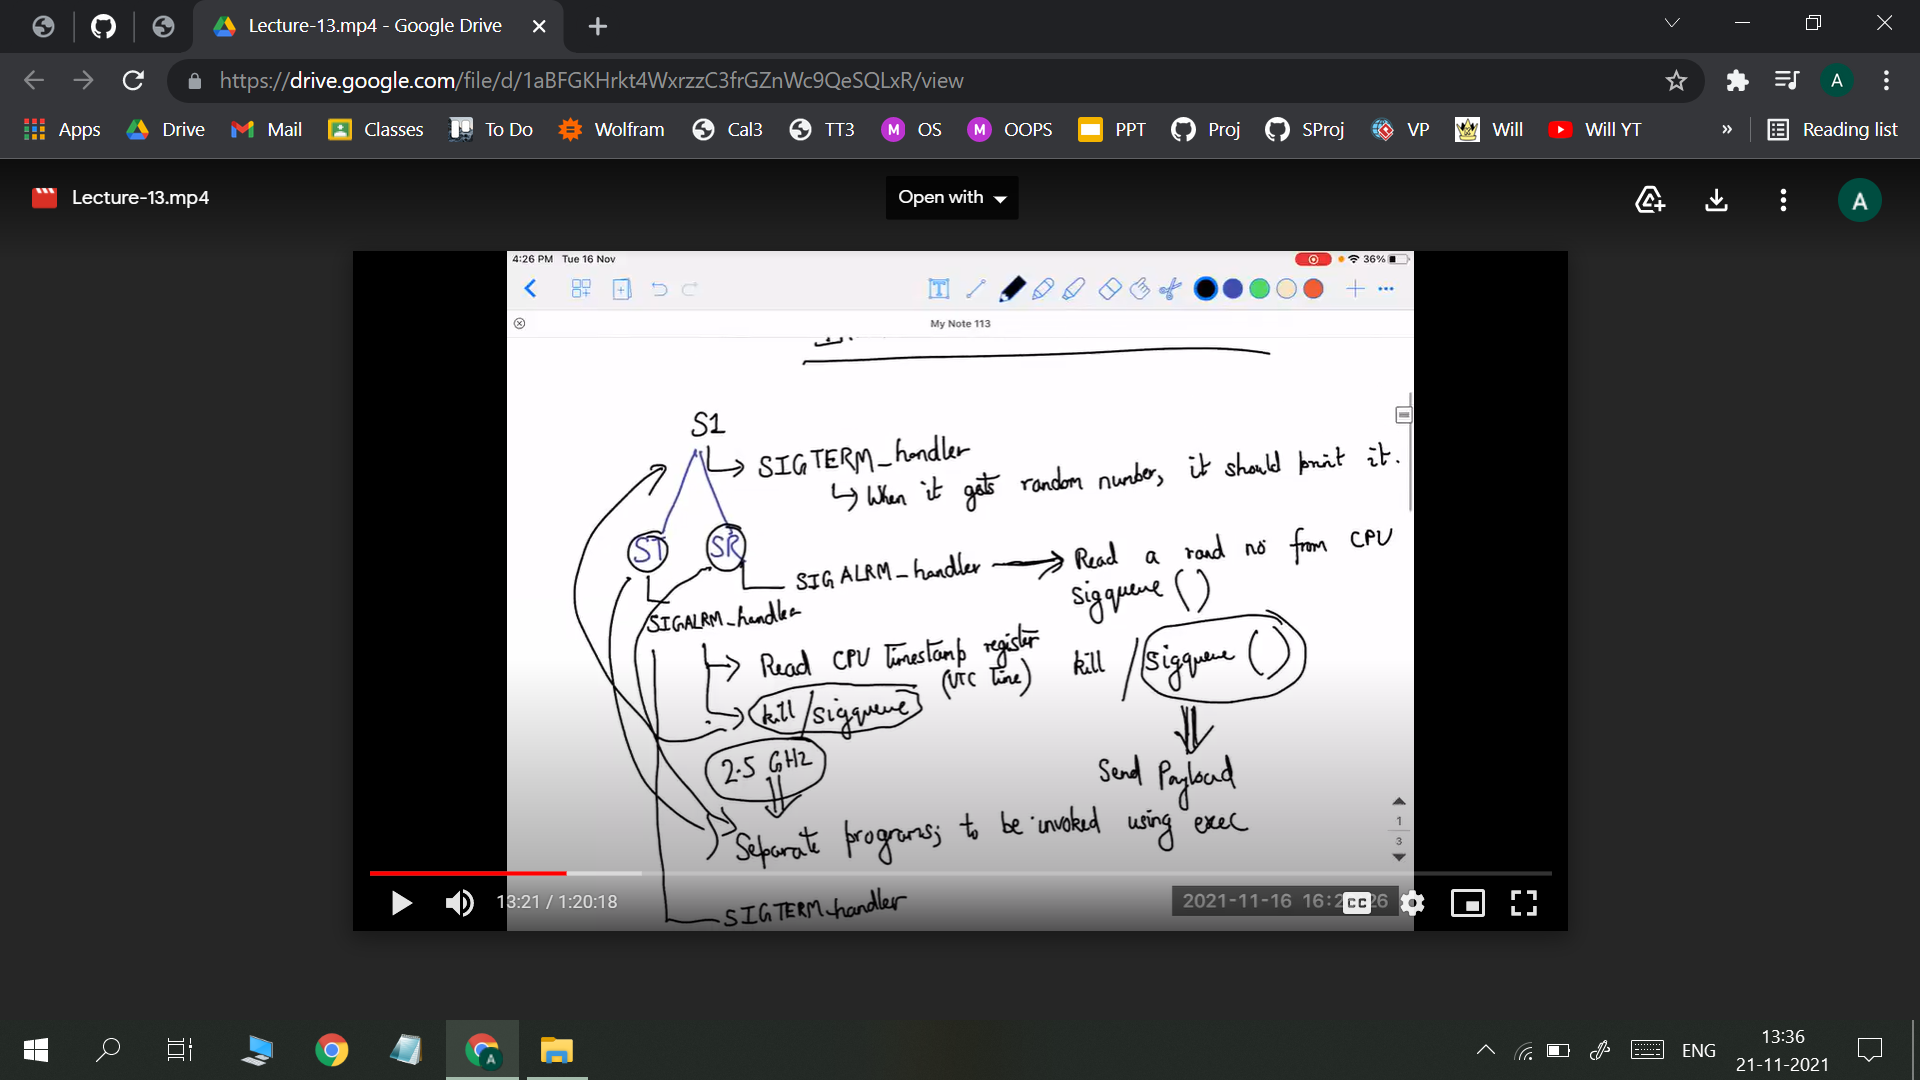 Lecture-13.mp4 - Google Drive
https://drive.google.com/file/d/1aBFGKHrkt4WxrzzC3frGZnWc9QeSQLxR/view
A
Apps Drive Mail Classes To Do Wolfram Cal3 TT3 M OS M OOPS PPT Proj SProj VP Will Will YT » Reading list
Lecture-13.mp4
Open with
A
4:26 PM Tue 16 Nov
36%
My Note 113
S1
SIGTERM_handler
When it gets random number, it should print it.
ST
SR
SIGALRM_handler
Read a rand no from CPU
sigqueue ()
SIGALRM_handler
Read CPU timestamp register
(UTC time)
kill / sigqueue ()
kill / sigqueue
2.5 GHz
Send Payload
Separate programs; to be invoked using exec
1
3
SIGTERM_handler
13:21 / 1:20:18
2021-11-16 16:2 26
CC
A
ENG
13:36
21-11-2021